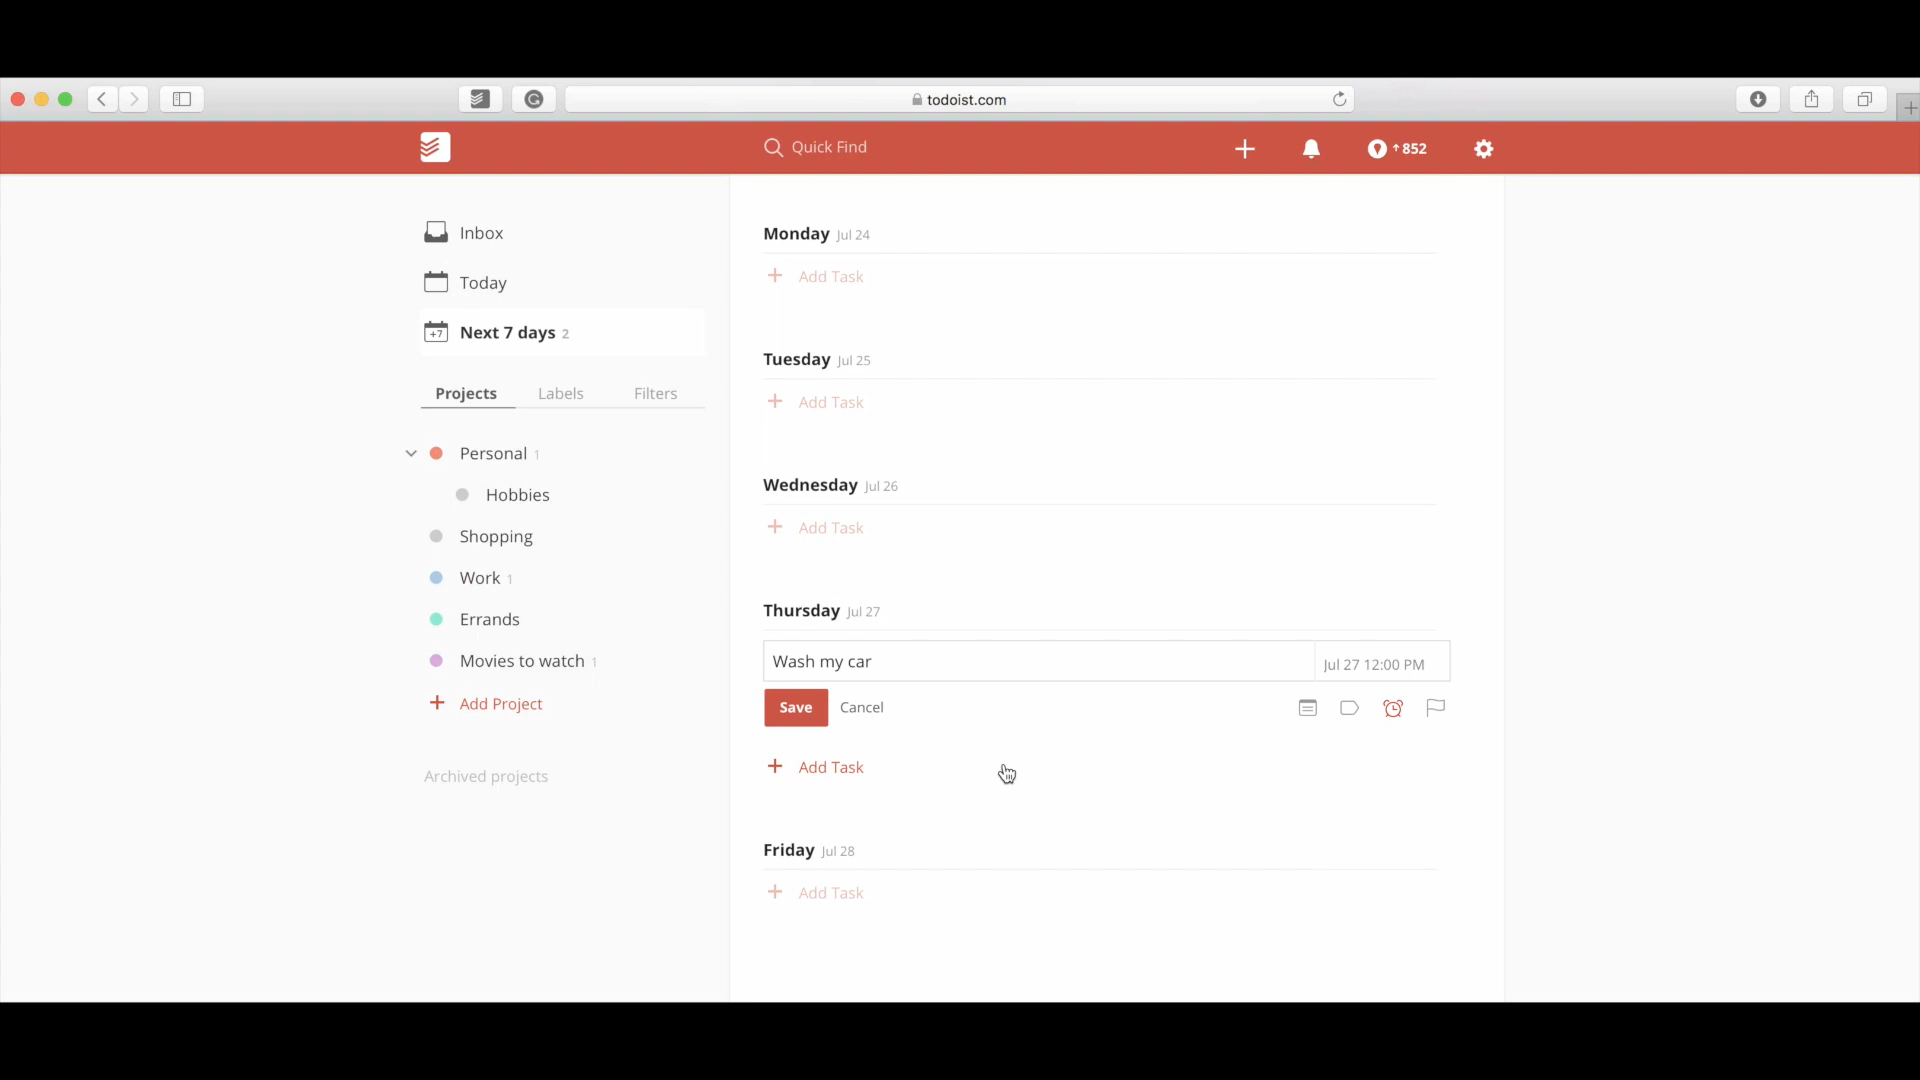 todoist.com
Quick Find
↑852
Inbox
Today
+7 Next 7 days 2
Projects Labels Filters
Personal 1
Hobbies
Shopping
Work 1
Errands
Movies to watch 1
+ Add Project
Archived projects
Monday Jul 24
+ Add Task
Tuesday Jul 25
+ Add Task
Wednesday Jul 26
+ Add Task
Thursday Jul 27
Wash my car Jul 27 12:00 PM
Save Cancel
+ Add Task
Friday Jul 28
+ Add Task